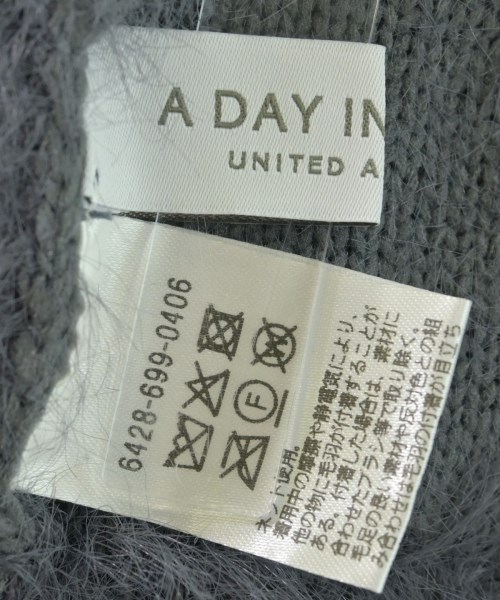 A DAY IN
UNITED A
6428-699-0406
F
ネット使用。
着用中の摩擦や静電気により、
他の物に毛羽が付着することが
ある。付着した場合は、素材に
合わせたブラシ等で取り除く。
毛足の長い素材や反対色との組
み合わせは毛羽の付着が目立ち